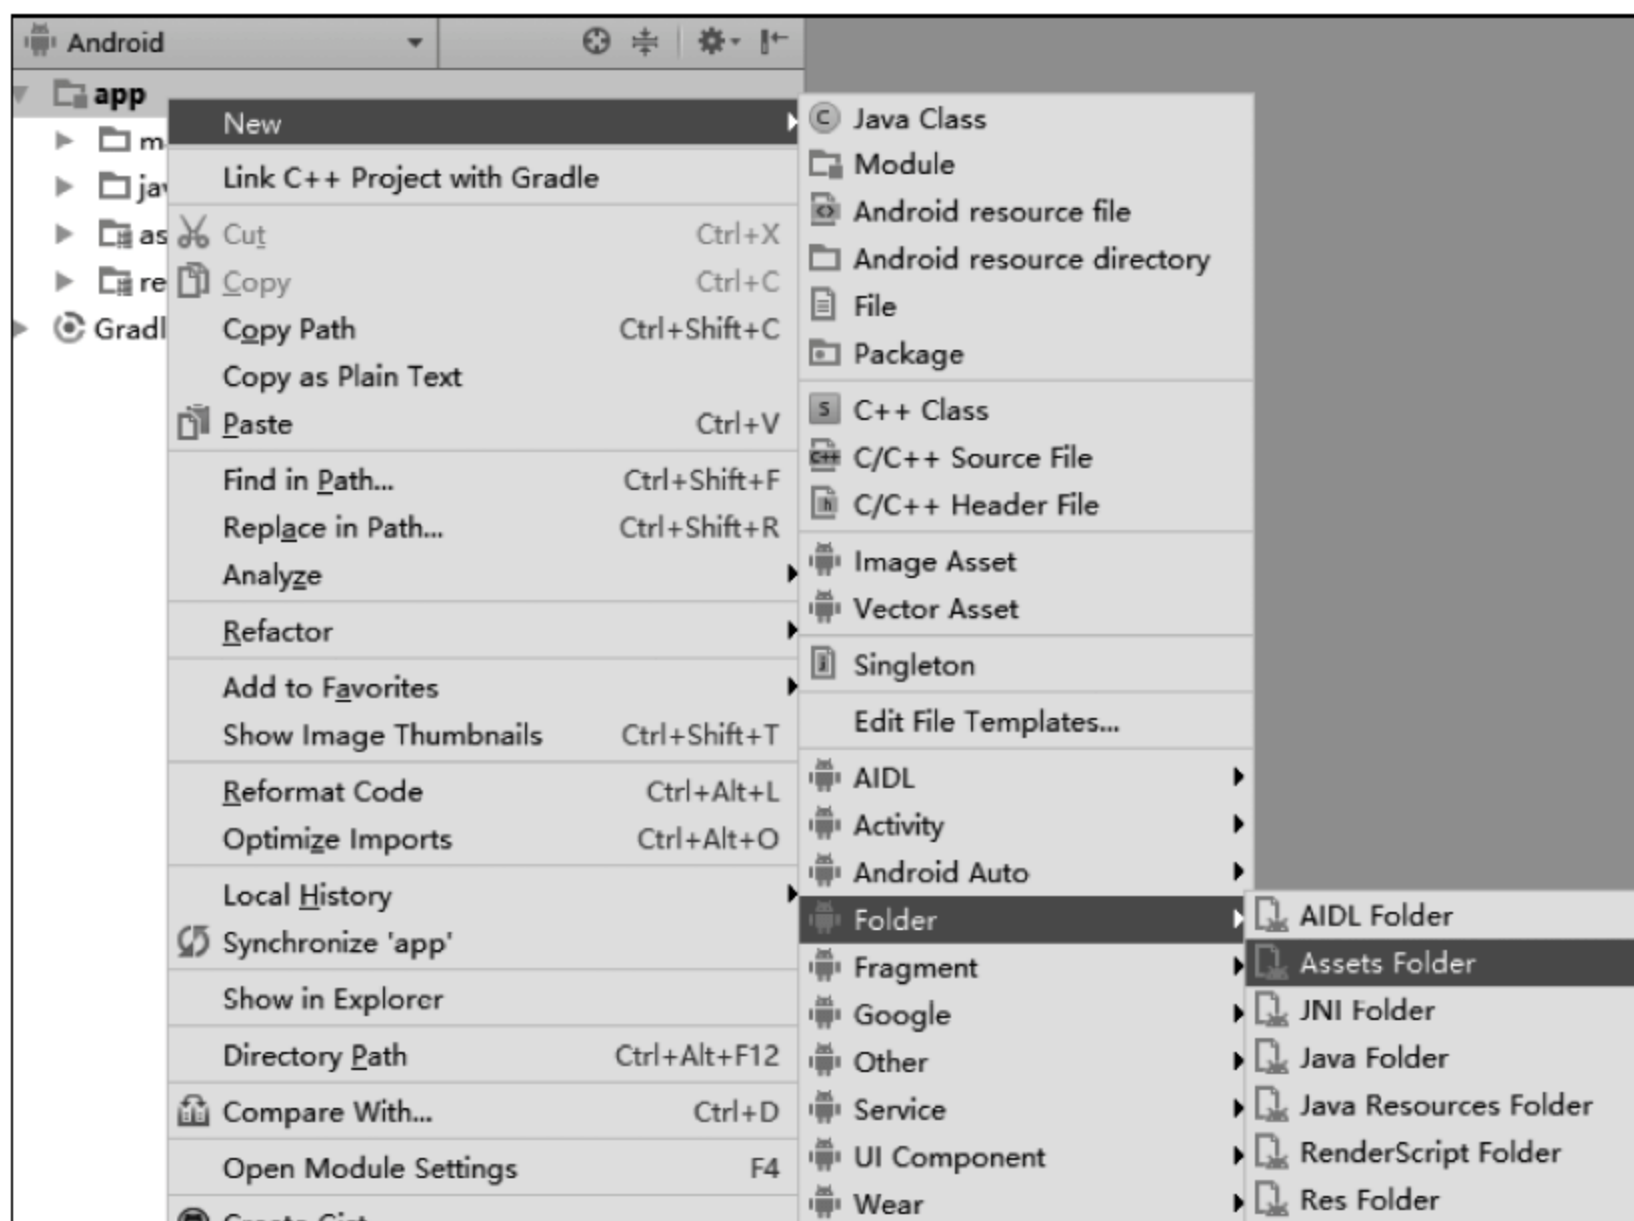 Android
app
m
jav
as
re
Gradl
New
Link C++ Project with Gradle
Cut Ctrl+X
Copy Ctrl+C
Copy Path Ctrl+Shift+C
Copy as Plain Text
Paste Ctrl+V
Find in Path... Ctrl+Shift+F
Replace in Path... Ctrl+Shift+R
Analyze
Refactor
Add to Favorites
Show Image Thumbnails Ctrl+Shift+T
Reformat Code Ctrl+Alt+L
Optimize Imports Ctrl+Alt+O
Local History
Synchronize 'app'
Show in Explorer
Directory Path Ctrl+Alt+F12
Compare With... Ctrl+D
Open Module Settings F4
Create Gist
Java Class
Module
Android resource file
Android resource directory
File
Package
C++ Class
C/C++ Source File
C/C++ Header File
Image Asset
Vector Asset
Singleton
Edit File Templates...
AIDL
Activity
Android Auto
Folder
Fragment
Google
Other
Service
UI Component
Wear
AIDL Folder
Assets Folder
JNI Folder
Java Folder
Java Resources Folder
RenderScript Folder
Res Folder